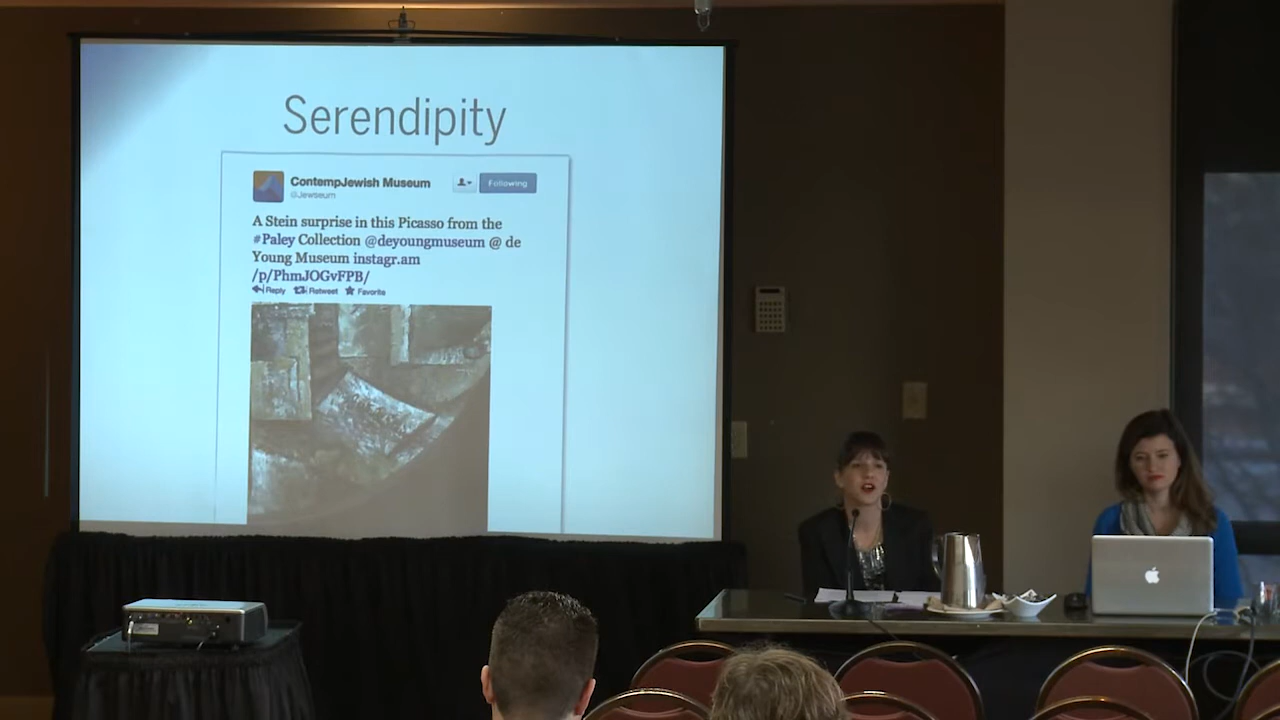 Serendipity
ContempJewish Museum
@Jewseum
Following
A Stein surprise in this Picasso from the
#Paley Collection @deyoungmuseum @ de
Young Museum instagr.am
/p/PhmJOGvFPB/
Reply Retweet Favorite